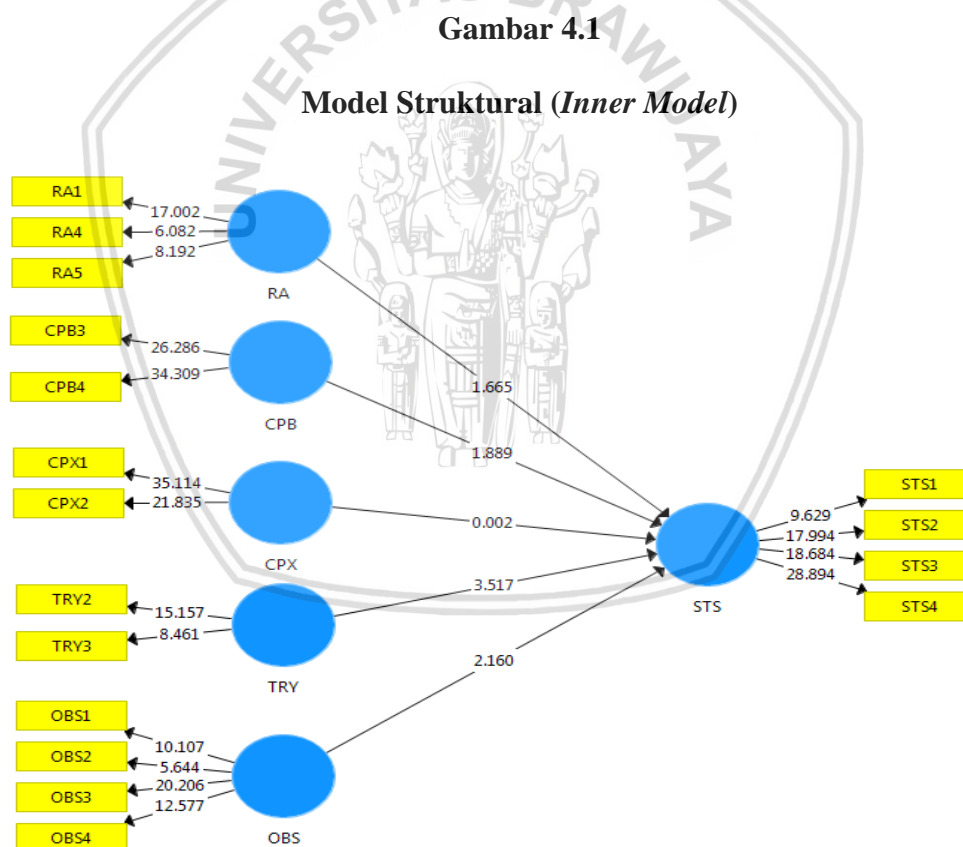 UNIVERSITAS BRAWIJAYA
Gambar 4.1
Model Struktural (Inner Model)
RA1
RA4
RA5
17.002
6.082
8.192
RA
CPB3
CPB4
26.286
34.309
CPB
CPX1
CPX2
35.114
21.835
CPX
TRY2
TRY3
15.157
8.461
TRY
OBS1
OBS2
OBS3
OBS4
10.107
5.644
20.206
12.577
OBS
1.665
1.889
0.002
3.517
2.160
STS
9.629
17.994
18.684
28.894
STS1
STS2
STS3
STS4